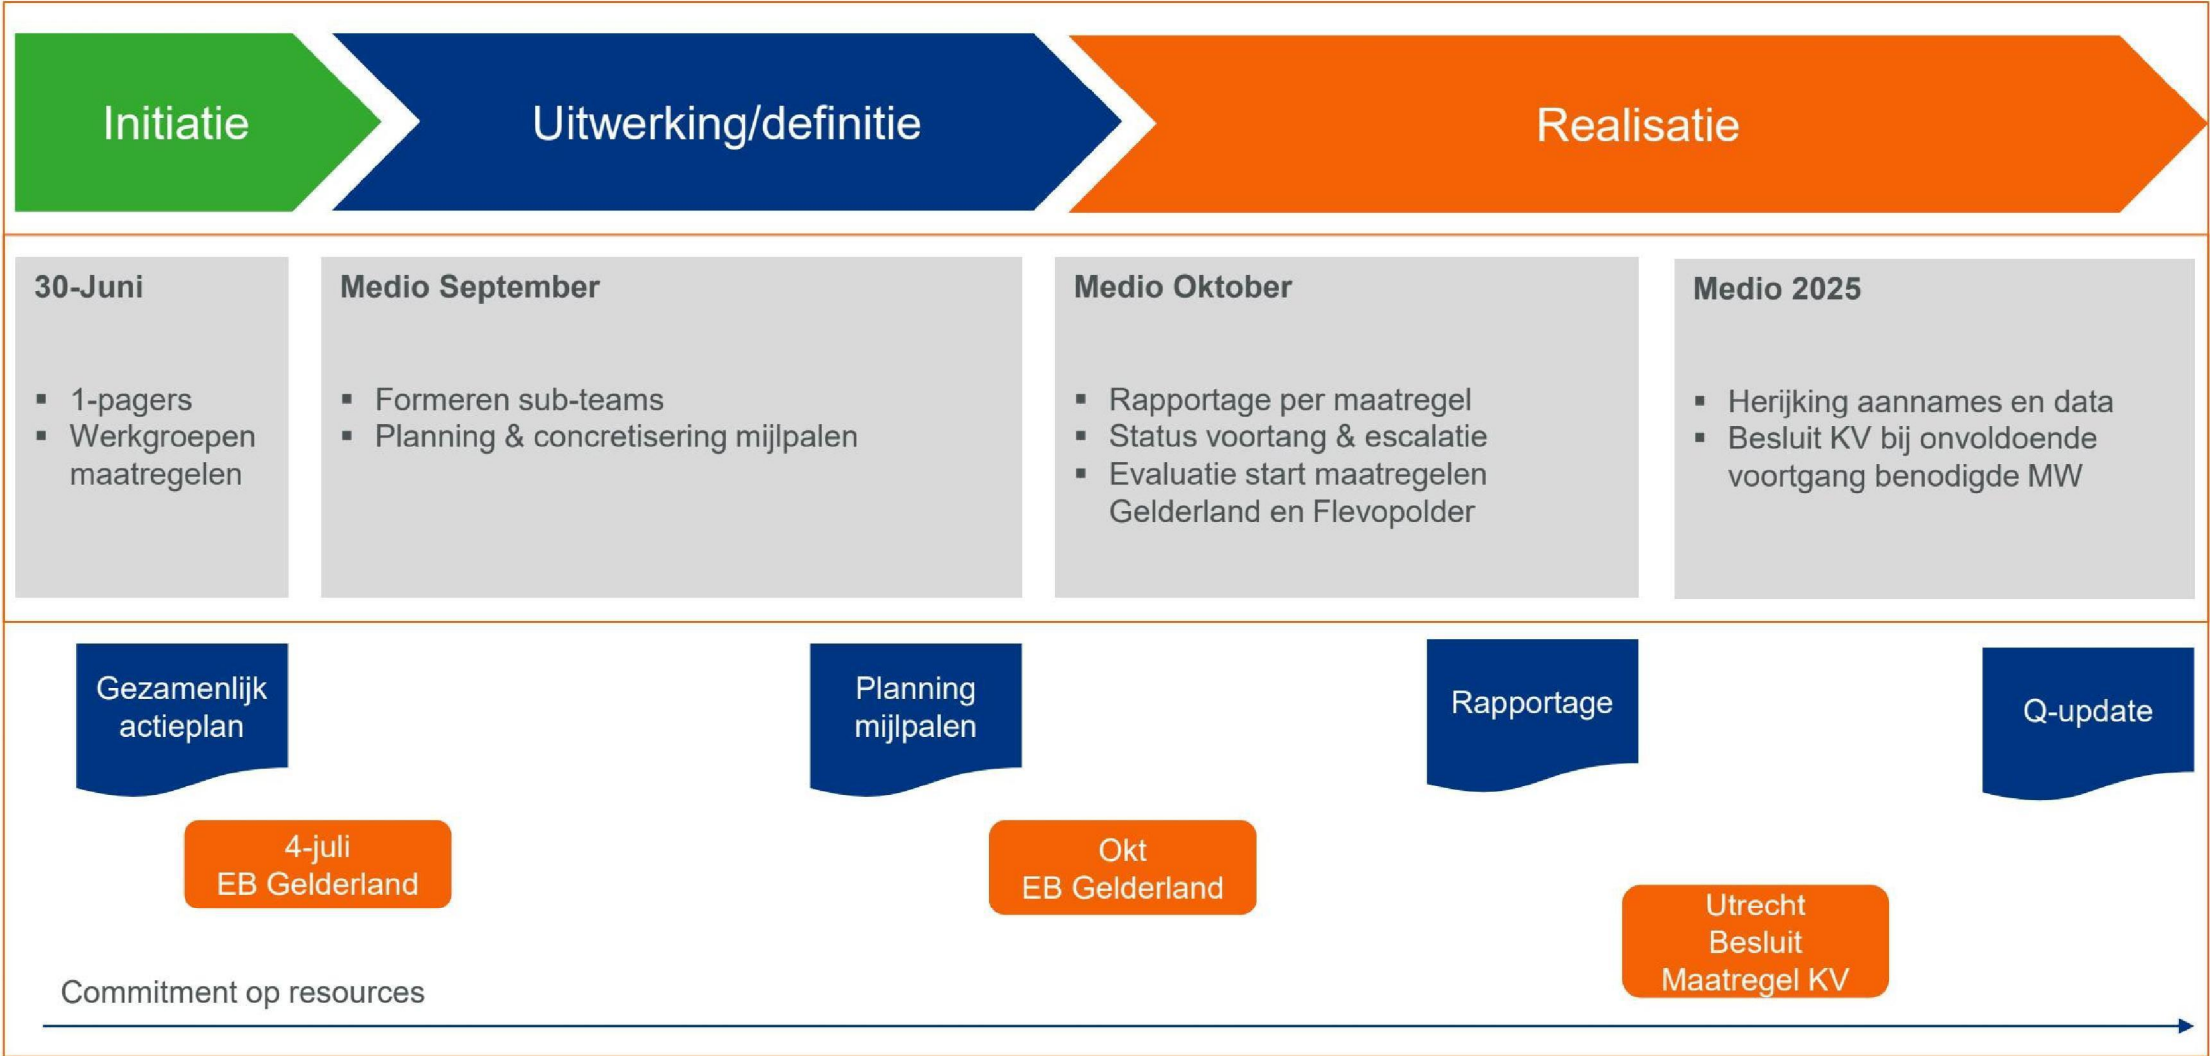 Initiatie
Uitwerking/definitie
Realisatie
30-Juni
▪ 1-pagers
▪ Werkgroepen
maatregelen
Medio September
▪ Formeren sub-teams
▪ Planning & concretisering mijlpalen
Medio Oktober
▪ Rapportage per maatregel
▪ Status voortang & escalatie
▪ Evaluatie start maatregelen
Gelderland en Flevopolder
Medio 2025
▪ Herijking aannames en data
▪ Besluit KV bij onvoldoende
voortgang benodigde MW
Gezamenlijk
actieplan
Planning
mijlpalen
Rapportage
Q-update
4-juli
EB Gelderland
Okt
EB Gelderland
Utrecht
Besluit
Maatregel KV
Commitment op resources